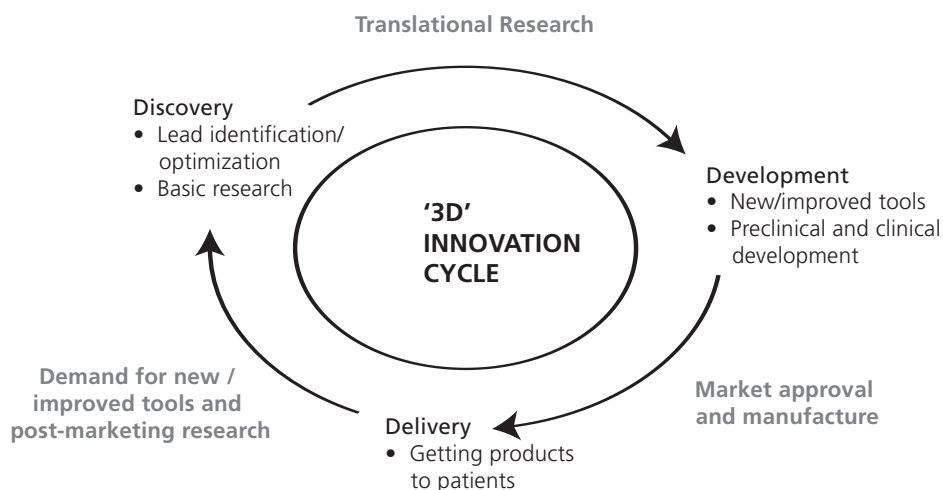 Translational Research
Discovery
• Lead identification/
optimization
• Basic research
Development
• New/improved tools
• Preclinical and clinical
development
'3D'
INNOVATION
CYCLE
Demand for new /
improved tools and
post-marketing research
Market approval
and manufacture
Delivery
• Getting products
to patients